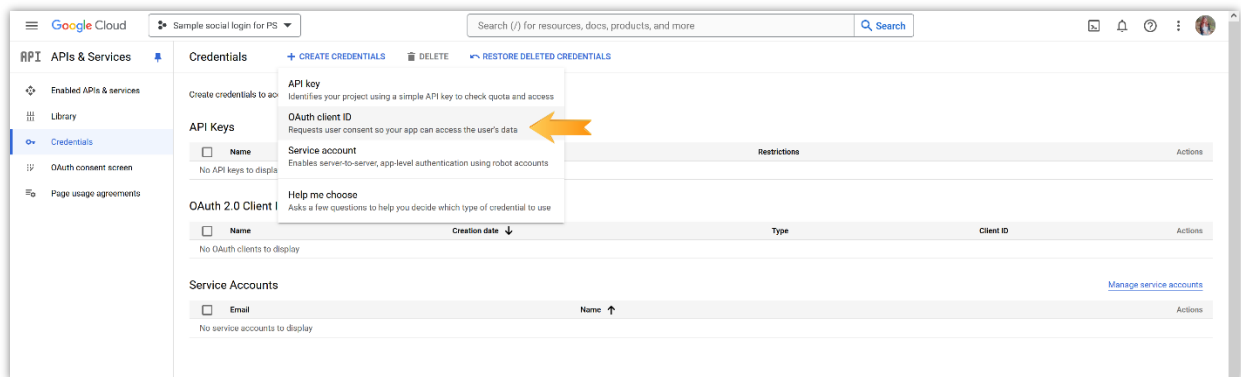 Google Cloud
Sample social login for PS
Search (/) for resources, docs, products, and more
Search
API APIs & Services
Credentials
+ CREATE CREDENTIALS
DELETE
RESTORE DELETED CREDENTIALS
Enabled APIs & services
Library
Credentials
OAuth consent screen
Page usage agreements
Create credentials to
API key
Identifies your project using a simple API key to check quota and access
OAuth client ID
Requests user consent so your app can access the user's data
Service account
Enables server-to-server, app-level authentication using robot accounts
Help me choose
Asks a few questions to help you decide which type of credential to use
API Keys
Name
Restrictions
Actions
No API keys to displa
OAuth 2.0 Client I
Name
Creation date
Type
Client ID
Actions
No OAuth clients to display
Service Accounts
Manage service accounts
Email
Name
Actions
No service accounts to display